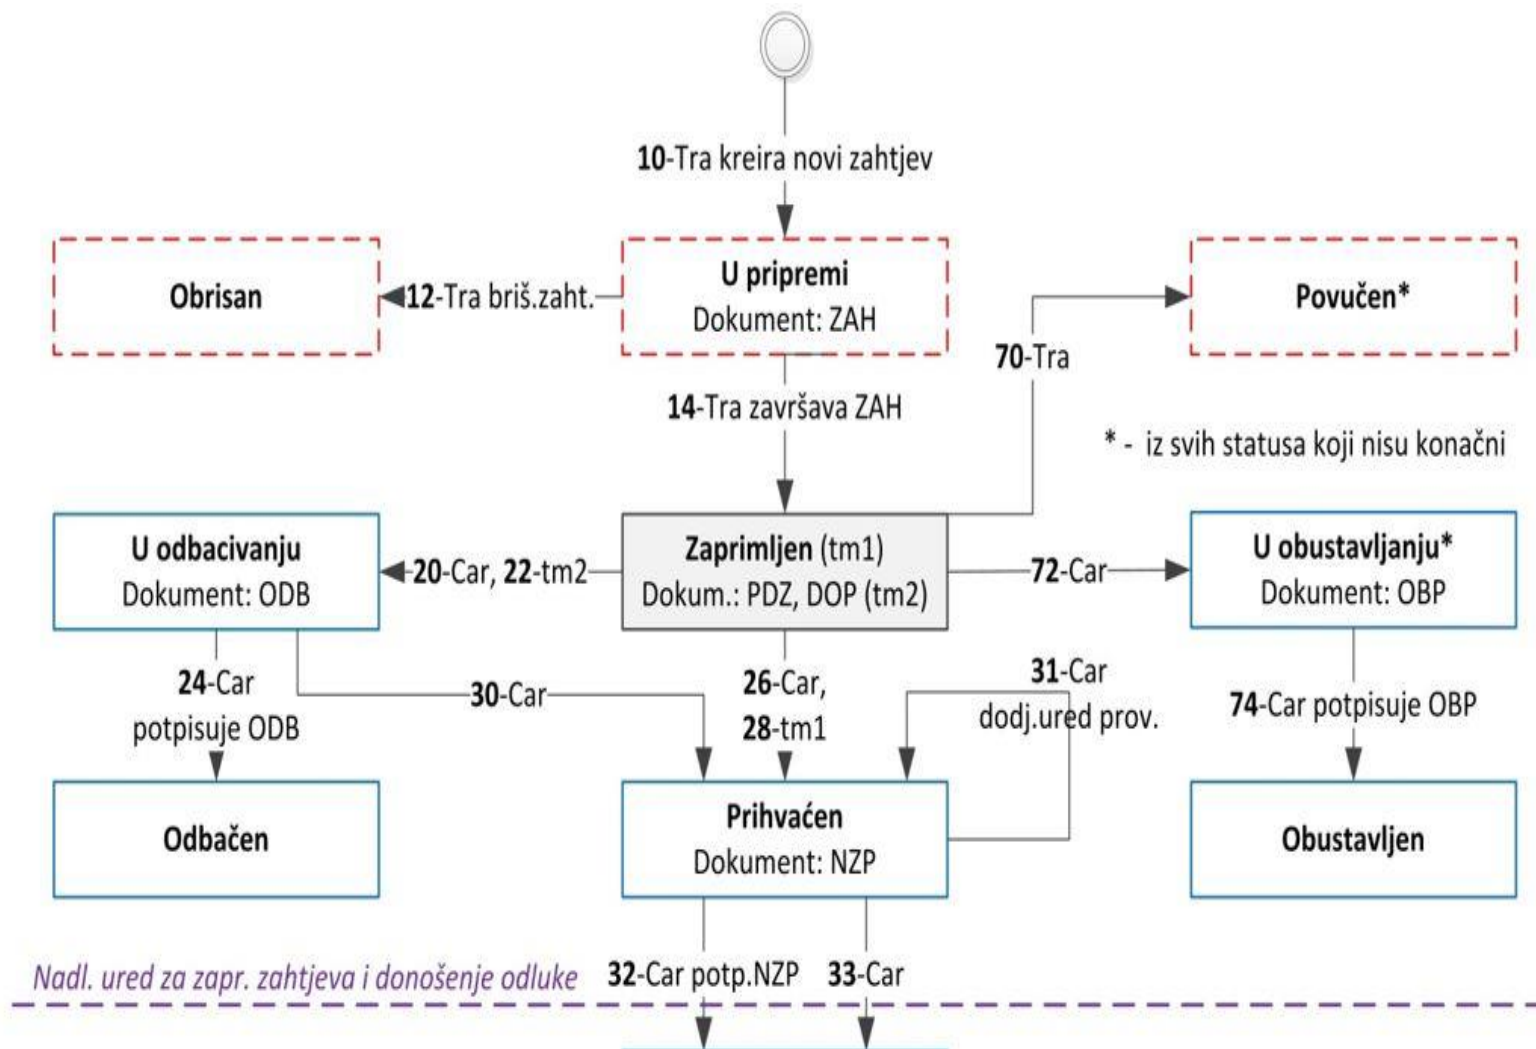 10-Tra kreira novi zahtjev
Obrisan
12-Tra briš.zaht.
U pripremi
Dokument: ZAH
Povučen*
70-Tra
14-Tra završava ZAH
* - iz svih statusa koji nisu konačni
U odbacivanju
Dokument: ODB
20-Car, 22-tm2
Zaprimljen (tm1)
Dokum.: PDZ, DOP (tm2)
72-Car
U obustavljanju*
Dokument: OBP
24-Car
potpisuje ODB
30-Car
26-Car,
28-tm1
31-Car
dodj.ured prov.
74-Car potpisuje OBP
Odbačen
Prihvaćen
Dokument: NZP
Obustavljen
Nadl. ured za zapr. zahtjeva i donošenje odluke
32-Car potp.NZP
33-Car